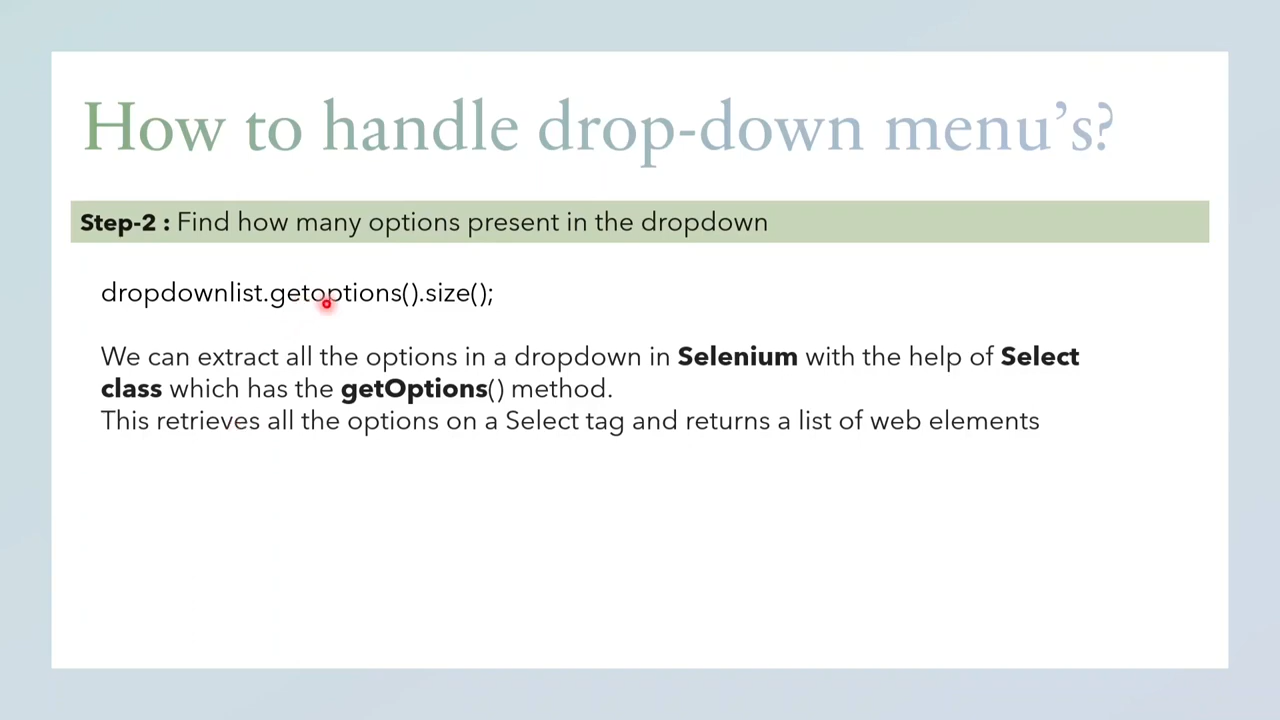 How to handle drop-down menu’s?
Step-2 : Find how many options present in the dropdown
dropdownlist.getoptions().size();
We can extract all the options in a dropdown in Selenium with the help of Select
class which has the getOptions() method.
This retrieves all the options on a Select tag and returns a list of web elements